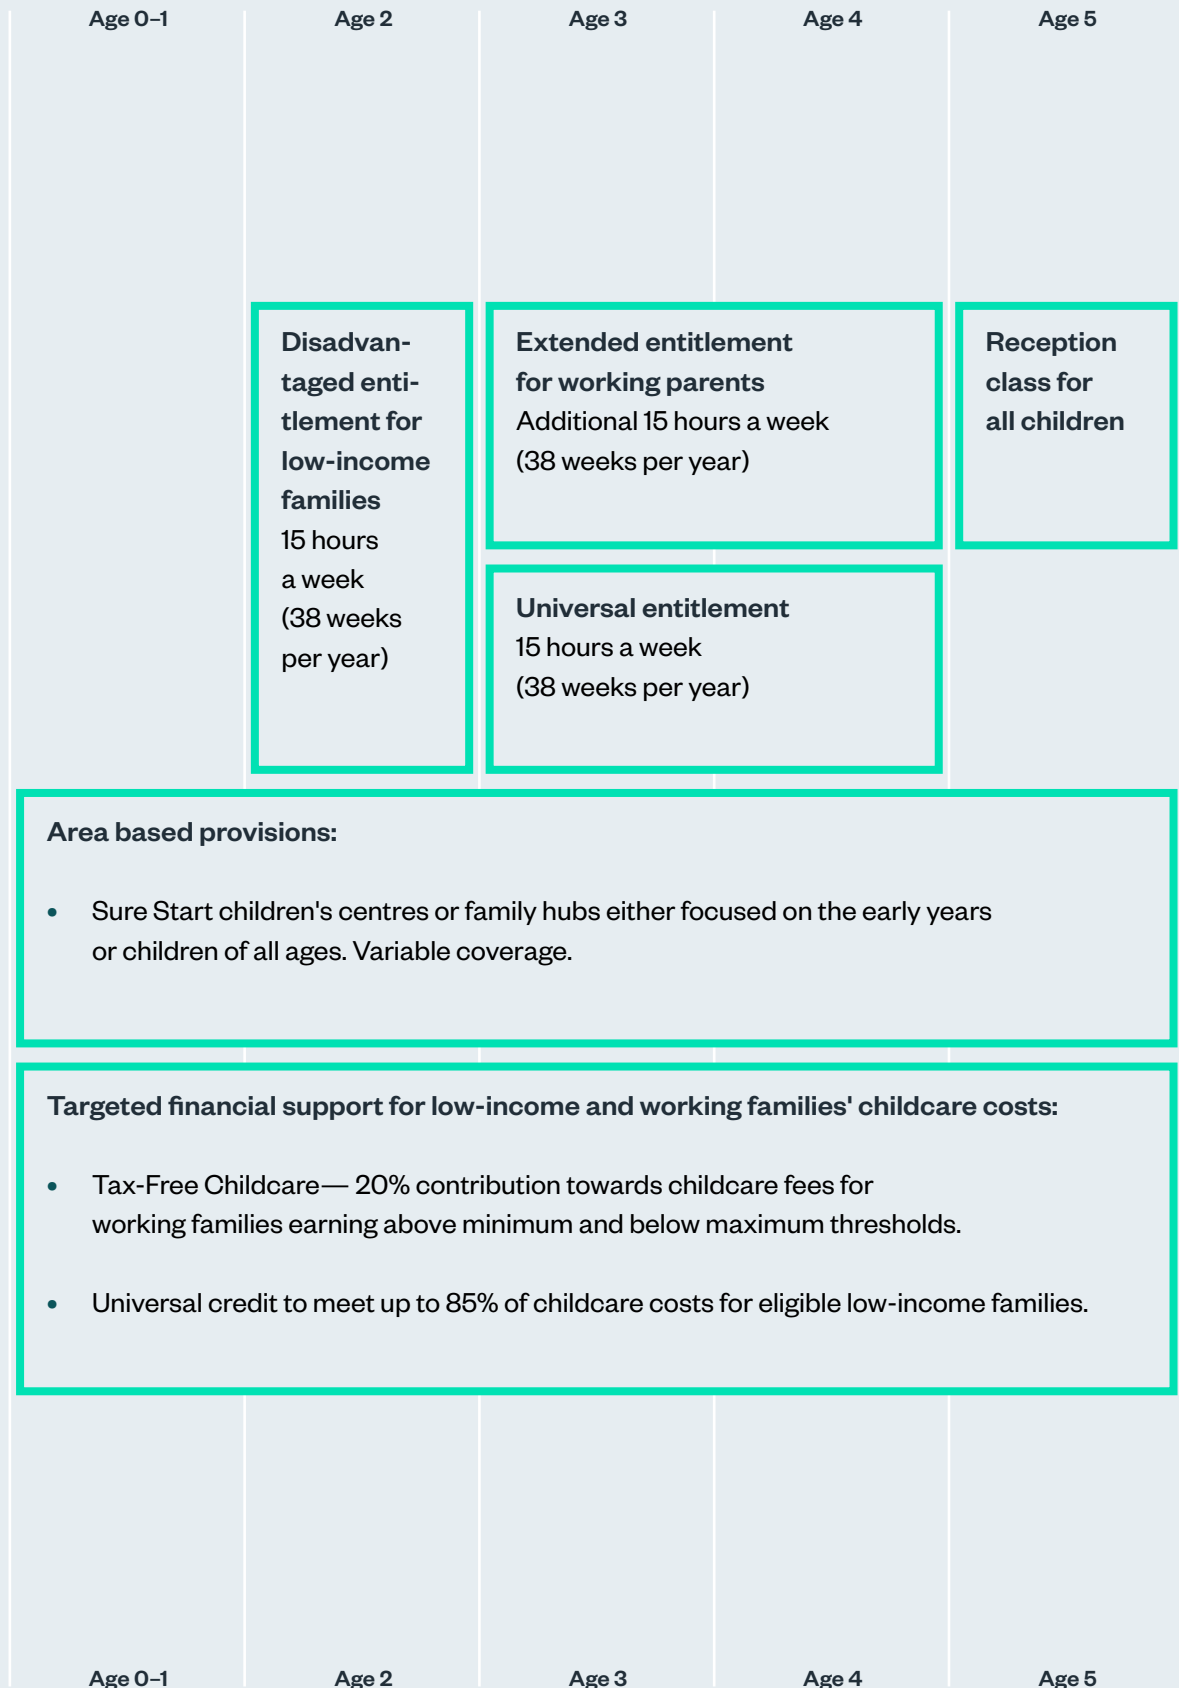 Age 0–1
Age 2
Age 3
Age 4
Age 5
Disadvan-
taged enti-
tlement for
low-income
families
15 hours
a week
(38 weeks
per year)
Extended entitlement
for working parents
Additional 15 hours a week
(38 weeks per year)
Reception
class for
all children
Universal entitlement
15 hours a week
(38 weeks per year)
Area based provisions:
• Sure Start children's centres or family hubs either focused on the early years
or children of all ages. Variable coverage.
Targeted financial support for low-income and working families' childcare costs:
• Tax-Free Childcare— 20% contribution towards childcare fees for
working families earning above minimum and below maximum thresholds.
• Universal credit to meet up to 85% of childcare costs for eligible low-income families.
Age 0–1
Age 2
Age 3
Age 4
Age 5